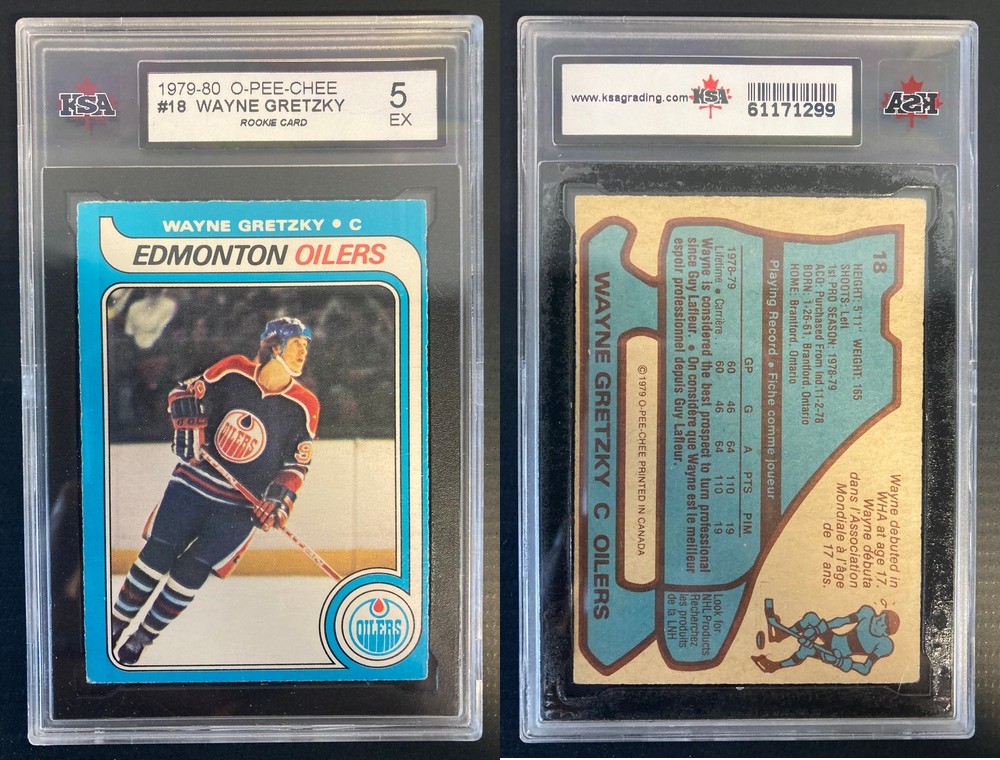 KSA
1979-80 O-PEE-CHEE
#18 WAYNE GRETZKY
ROOKIE CARD
5
EX
WAYNE GRETZKY • C
EDMONTON OILERS
OILERS
9
OILERS
www.ksagrading.com
KSA
61171299
KSA
18
HEIGHT: 5'11" WEIGHT: 165
SHOOTS: Left
1st PRO SEASON: 1978-79
ACQ: Purchased From Ind. 11-2-78
BORN: 1-26-61, Brantford, Ontario
HOME: Brantford, Ontario
Wayne debuted in
WHA at age 17.
Wayne débuta
dans l'Association
Mondiale à l'âge
de 17 ans.
Playing Record • Fiche comme joueur
GP G A PTS PIM
1978-79 60 46 64 110 19
Lifetime • Carrière... 60 46 64 110 19
Wayne is considered the best prospect to turn professional
since Guy Lafleur. • On considère que Wayne est le meilleur
espoir professionnel depuis Guy Lafleur.
Look for
NHL Products
Recherchez
les produits
de la LNH
©1979 O-PEE-CHEE PRINTED IN CANADA
WAYNE GRETZKY C OILERS